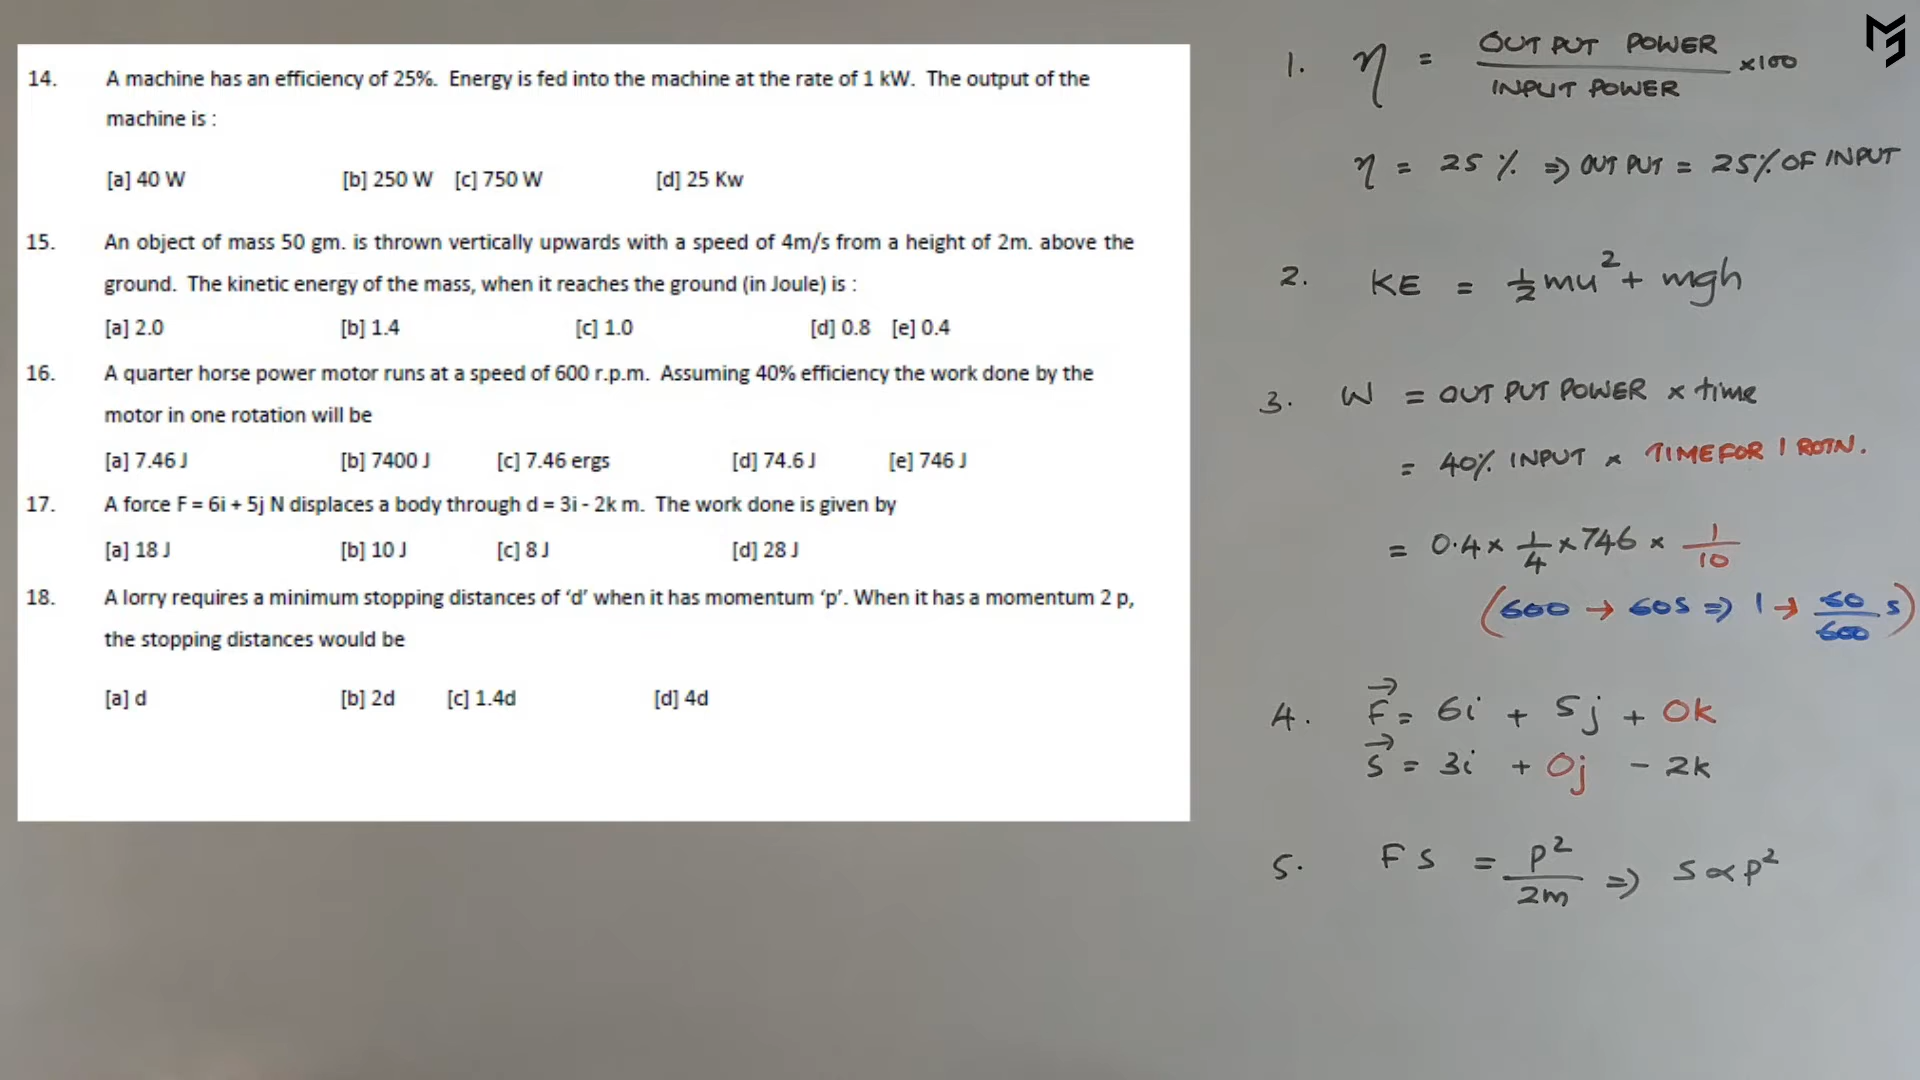 14. A machine has an efficiency of 25%. Energy is fed into the machine at the rate of 1 kW. The output of the
machine is :
[a] 40 W [b] 250 W [c] 750 W [d] 25 Kw
15. An object of mass 50 gm. is thrown vertically upwards with a speed of 4m/s from a height of 2m. above the
ground. The kinetic energy of the mass, when it reaches the ground (in Joule) is :
[a] 2.0 [b] 1.4 [c] 1.0 [d] 0.8 [e] 0.4
16. A quarter horse power motor runs at a speed of 600 r.p.m. Assuming 40% efficiency the work done by the
motor in one rotation will be
[a] 7.46 J [b] 7400 J [c] 7.46 ergs [d] 74.6 J [e] 746 J
17. A force F = 6i + 5j N displaces a body through d = 3i - 2k m. The work done is given by
[a] 18 J [b] 10 J [c] 8 J [d] 28 J
18. A lorry requires a minimum stopping distances of ‘d’ when it has momentum ‘p’. When it has a momentum 2 p,
the stopping distances would be
[a] d [b] 2d [c] 1.4d [d] 4d
1. η = OUTPUT POWER / INPUT POWER ×100
η = 25 % ⇒ OUTPUT = 25% OF INPUT
2. KE = ½mu² + mgh
3. W = OUTPUT POWER × time
= 40% INPUT × TIME FOR 1 ROTN.
= 0.4 × 1/4 × 746 × 1/10
(600 → 60s ⇒ 1 → 60/600 s)
4. F⃗ = 6i + 5j + 0k
S⃗ = 3i + 0j - 2k
5. FS = P²/2m ⇒ S ∝ P²